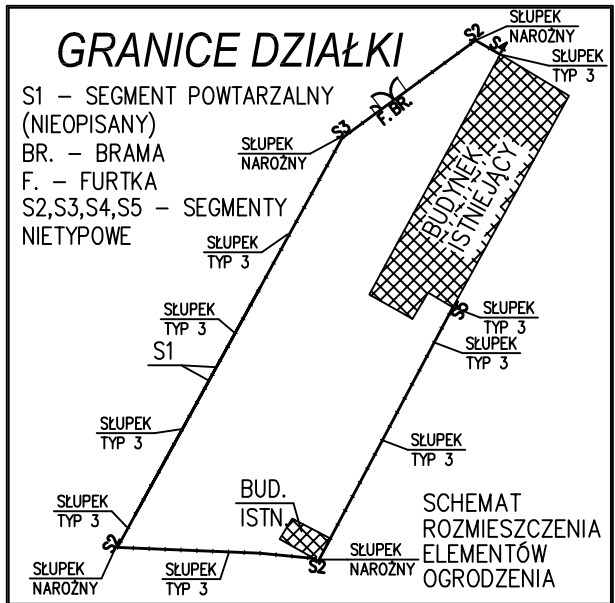 GRANICE DZIAŁKI
S1 – SEGMENT POWTARZALNY
(NIEOPISANY)
BR. – BRAMA
F. – FURTKA
S2,S3,S4,S5 – SEGMENTY
NIETYPOWE
S2
SŁUPEK
NAROŻNY
S4
SŁUPEK
TYP 3
F. BR.
S3
SŁUPEK
NAROŻNY
BUDYNEK
ISTNIEJĄCY
SŁUPEK
TYP 3
SŁUPEK
TYP 3
S1
S5
SŁUPEK
TYP 3
SŁUPEK
TYP 3
SŁUPEK
TYP 3
SŁUPEK
TYP 3
SŁUPEK
TYP 3
BUD.
ISTN.
S2
SŁUPEK
NAROŻNY
SŁUPEK
TYP 3
S2
SŁUPEK
NAROŻNY
SCHEMAT
ROZMIESZCZENIA
ELEMENTÓW
OGRODZENIA